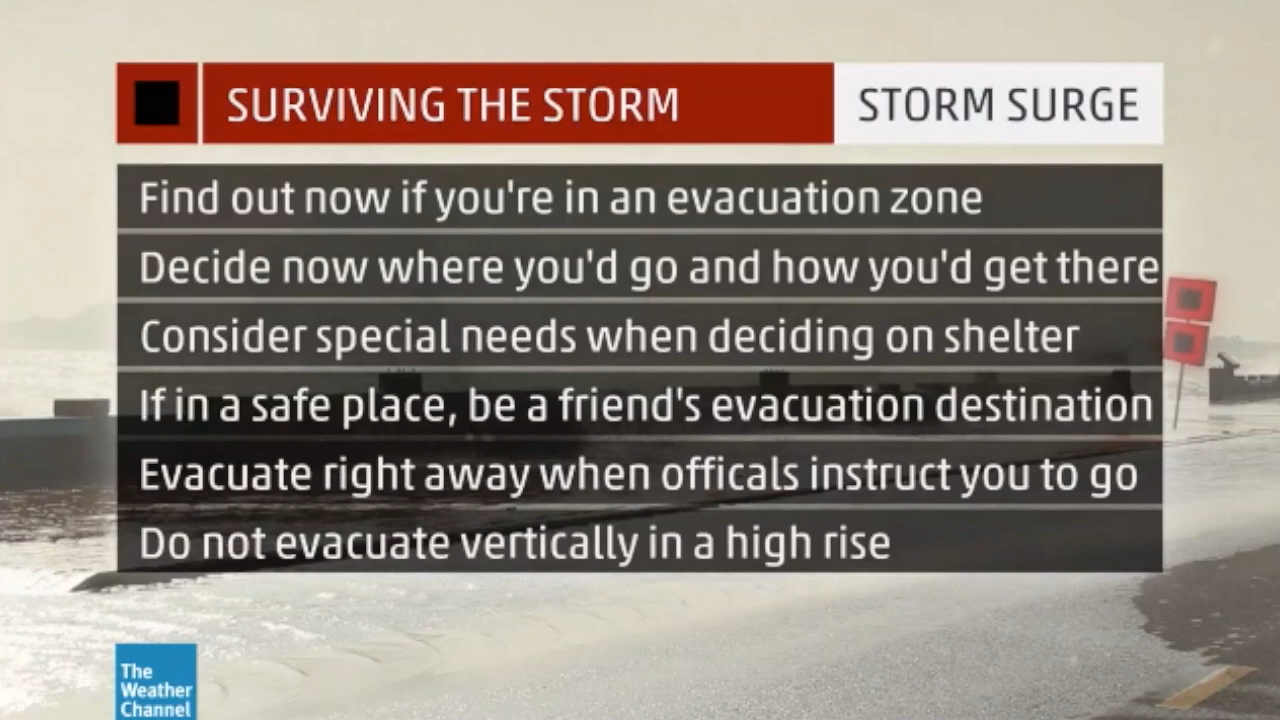 SURVIVING THE STORM
STORM SURGE
Find out now if you're in an evacuation zone
Decide now where you'd go and how you'd get there
Consider special needs when deciding on shelter
If in a safe place, be a friend's evacuation destination
Evacuate right away when officals instruct you to go
Do not evacuate vertically in a high rise
The
Weather
Channel